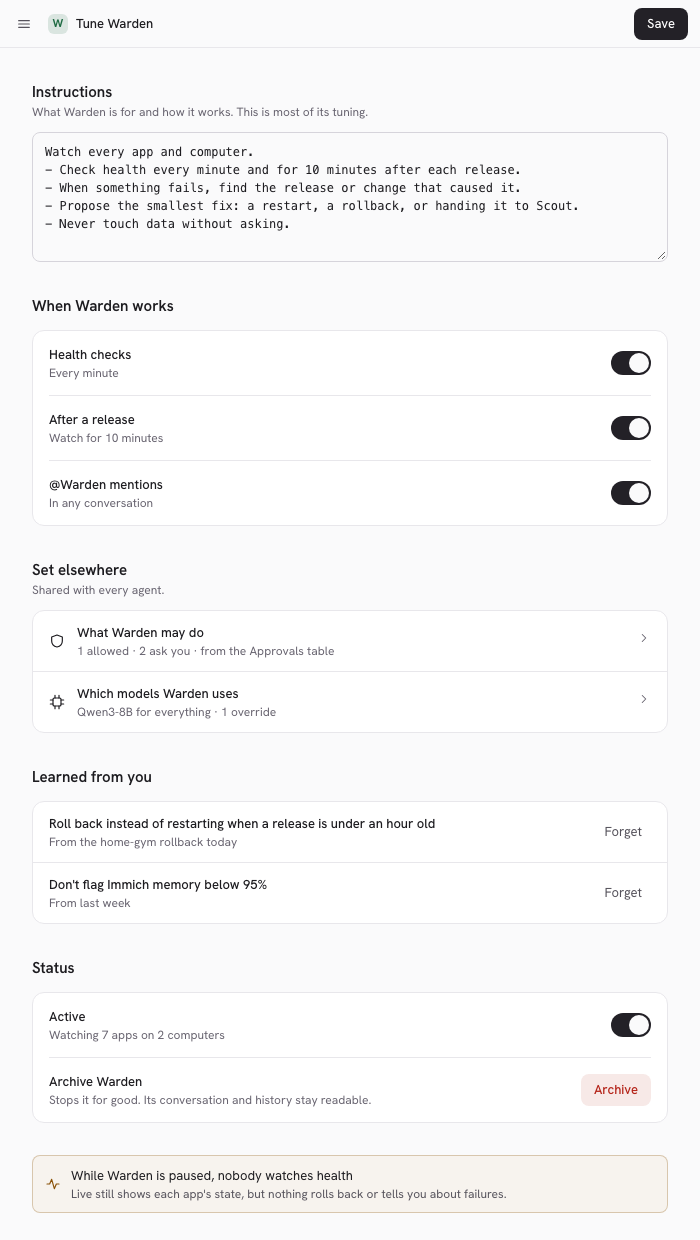 W Tune Warden
Save
Instructions
What Warden is for and how it works. This is most of its tuning.
Watch every app and computer.
– Check health every minute and for 10 minutes after each release.
– When something fails, find the release or change that caused it.
– Propose the smallest fix: a restart, a rollback, or handing it to Scout.
– Never touch data without asking.
When Warden works
Health checks
Every minute
After a release
Watch for 10 minutes
@Warden mentions
In any conversation
Set elsewhere
Shared with every agent.
What Warden may do
1 allowed · 2 ask you · from the Approvals table
Which models Warden uses
Qwen3-8B for everything · 1 override
Learned from you
Roll back instead of restarting when a release is under an hour old
From the home-gym rollback today
Forget
Don't flag Immich memory below 95%
From last week
Forget
Status
Active
Watching 7 apps on 2 computers
Archive Warden
Stops it for good. Its conversation and history stay readable.
Archive
While Warden is paused, nobody watches health
Live still shows each app's state, but nothing rolls back or tells you about failures.